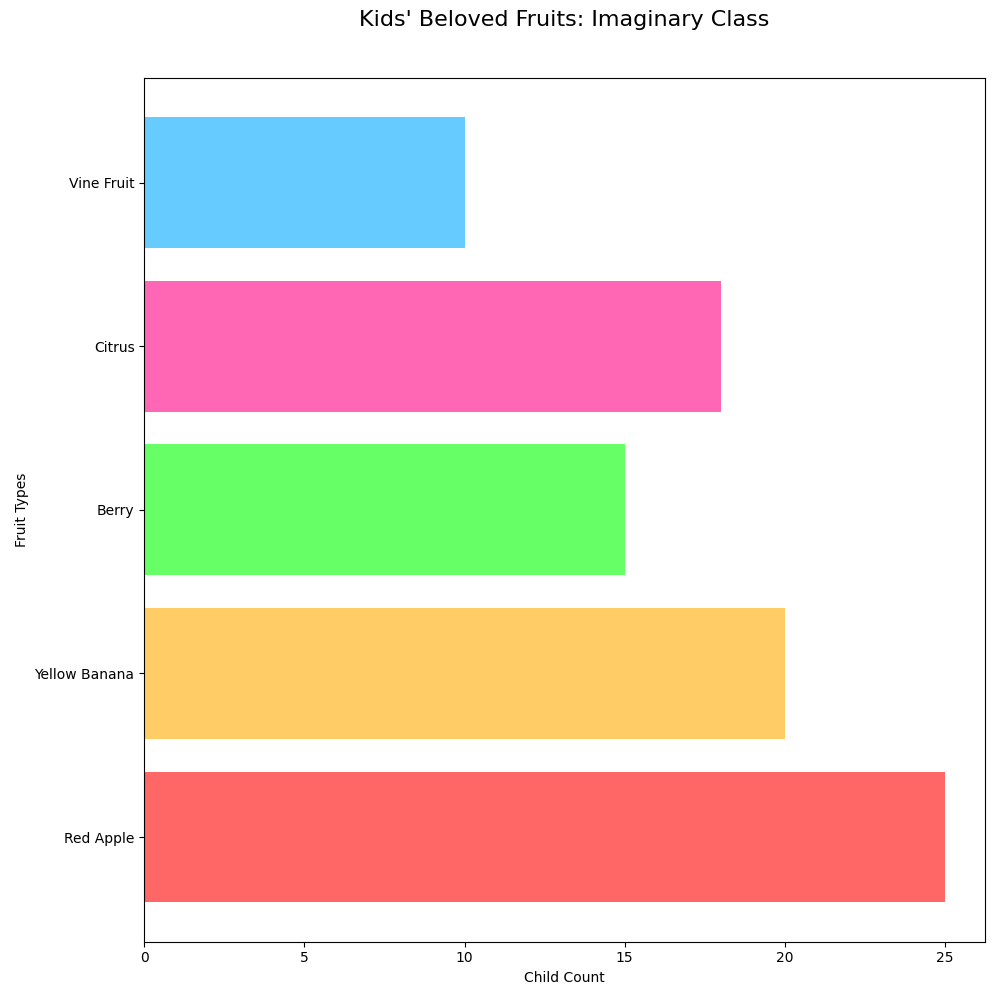 Kids' Beloved Fruits: Imaginary Class
Vine Fruit
Citrus
Berry
Yellow Banana
Red Apple
Fruit Types
0 5 10 15 20 25
Child Count